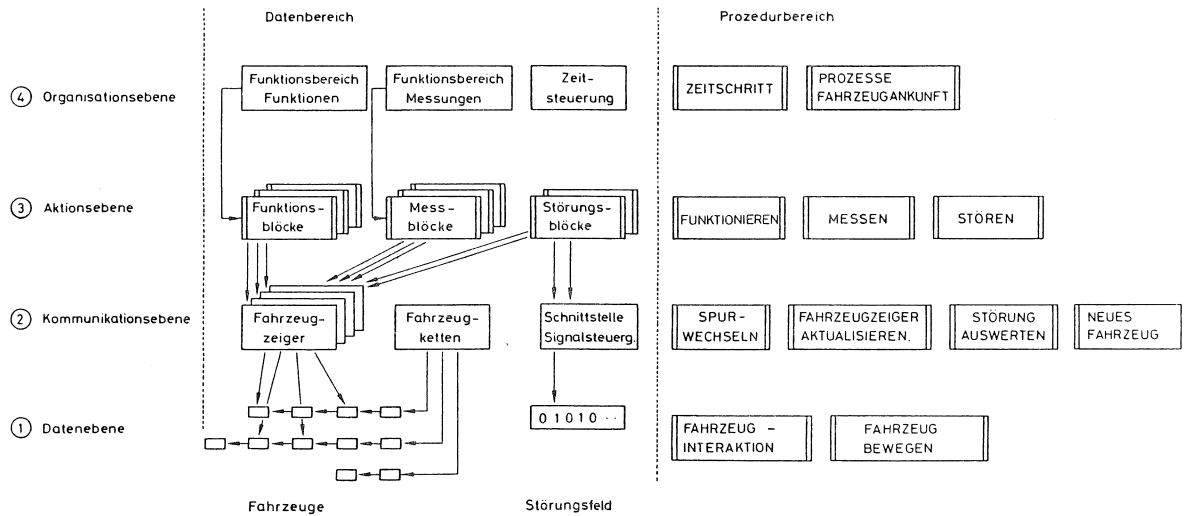 Datenbereich
Prozedurbereich
④ Organisationsebene
Funktionsbereich
Funktionen
Funktionsbereich
Messungen
Zeit-
steuerung
ZEITSCHRITT
PROZESSE
FAHRZEUGANKUNFT
③ Aktionsebene
Funktions-
blöcke
Mess-
blöcke
Störungs-
blöcke
FUNKTIONIEREN
MESSEN
STÖREN
② Kommunikationsebene
Fahrzeug-
zeiger
Fahrzeug-
ketten
Schnittstelle
Signalsteuerg.
SPUR-
WECHSELN
FAHRZEUGZEIGER
AKTUALISIEREN.
STÖRUNG
AUSWERTEN
NEUES
FAHRZEUG
① Datenebene
0 1 0 1 0 ··
FAHRZEUG -
INTERAKTION
FAHRZEUG
BEWEGEN
Fahrzeuge
Störungsfeld